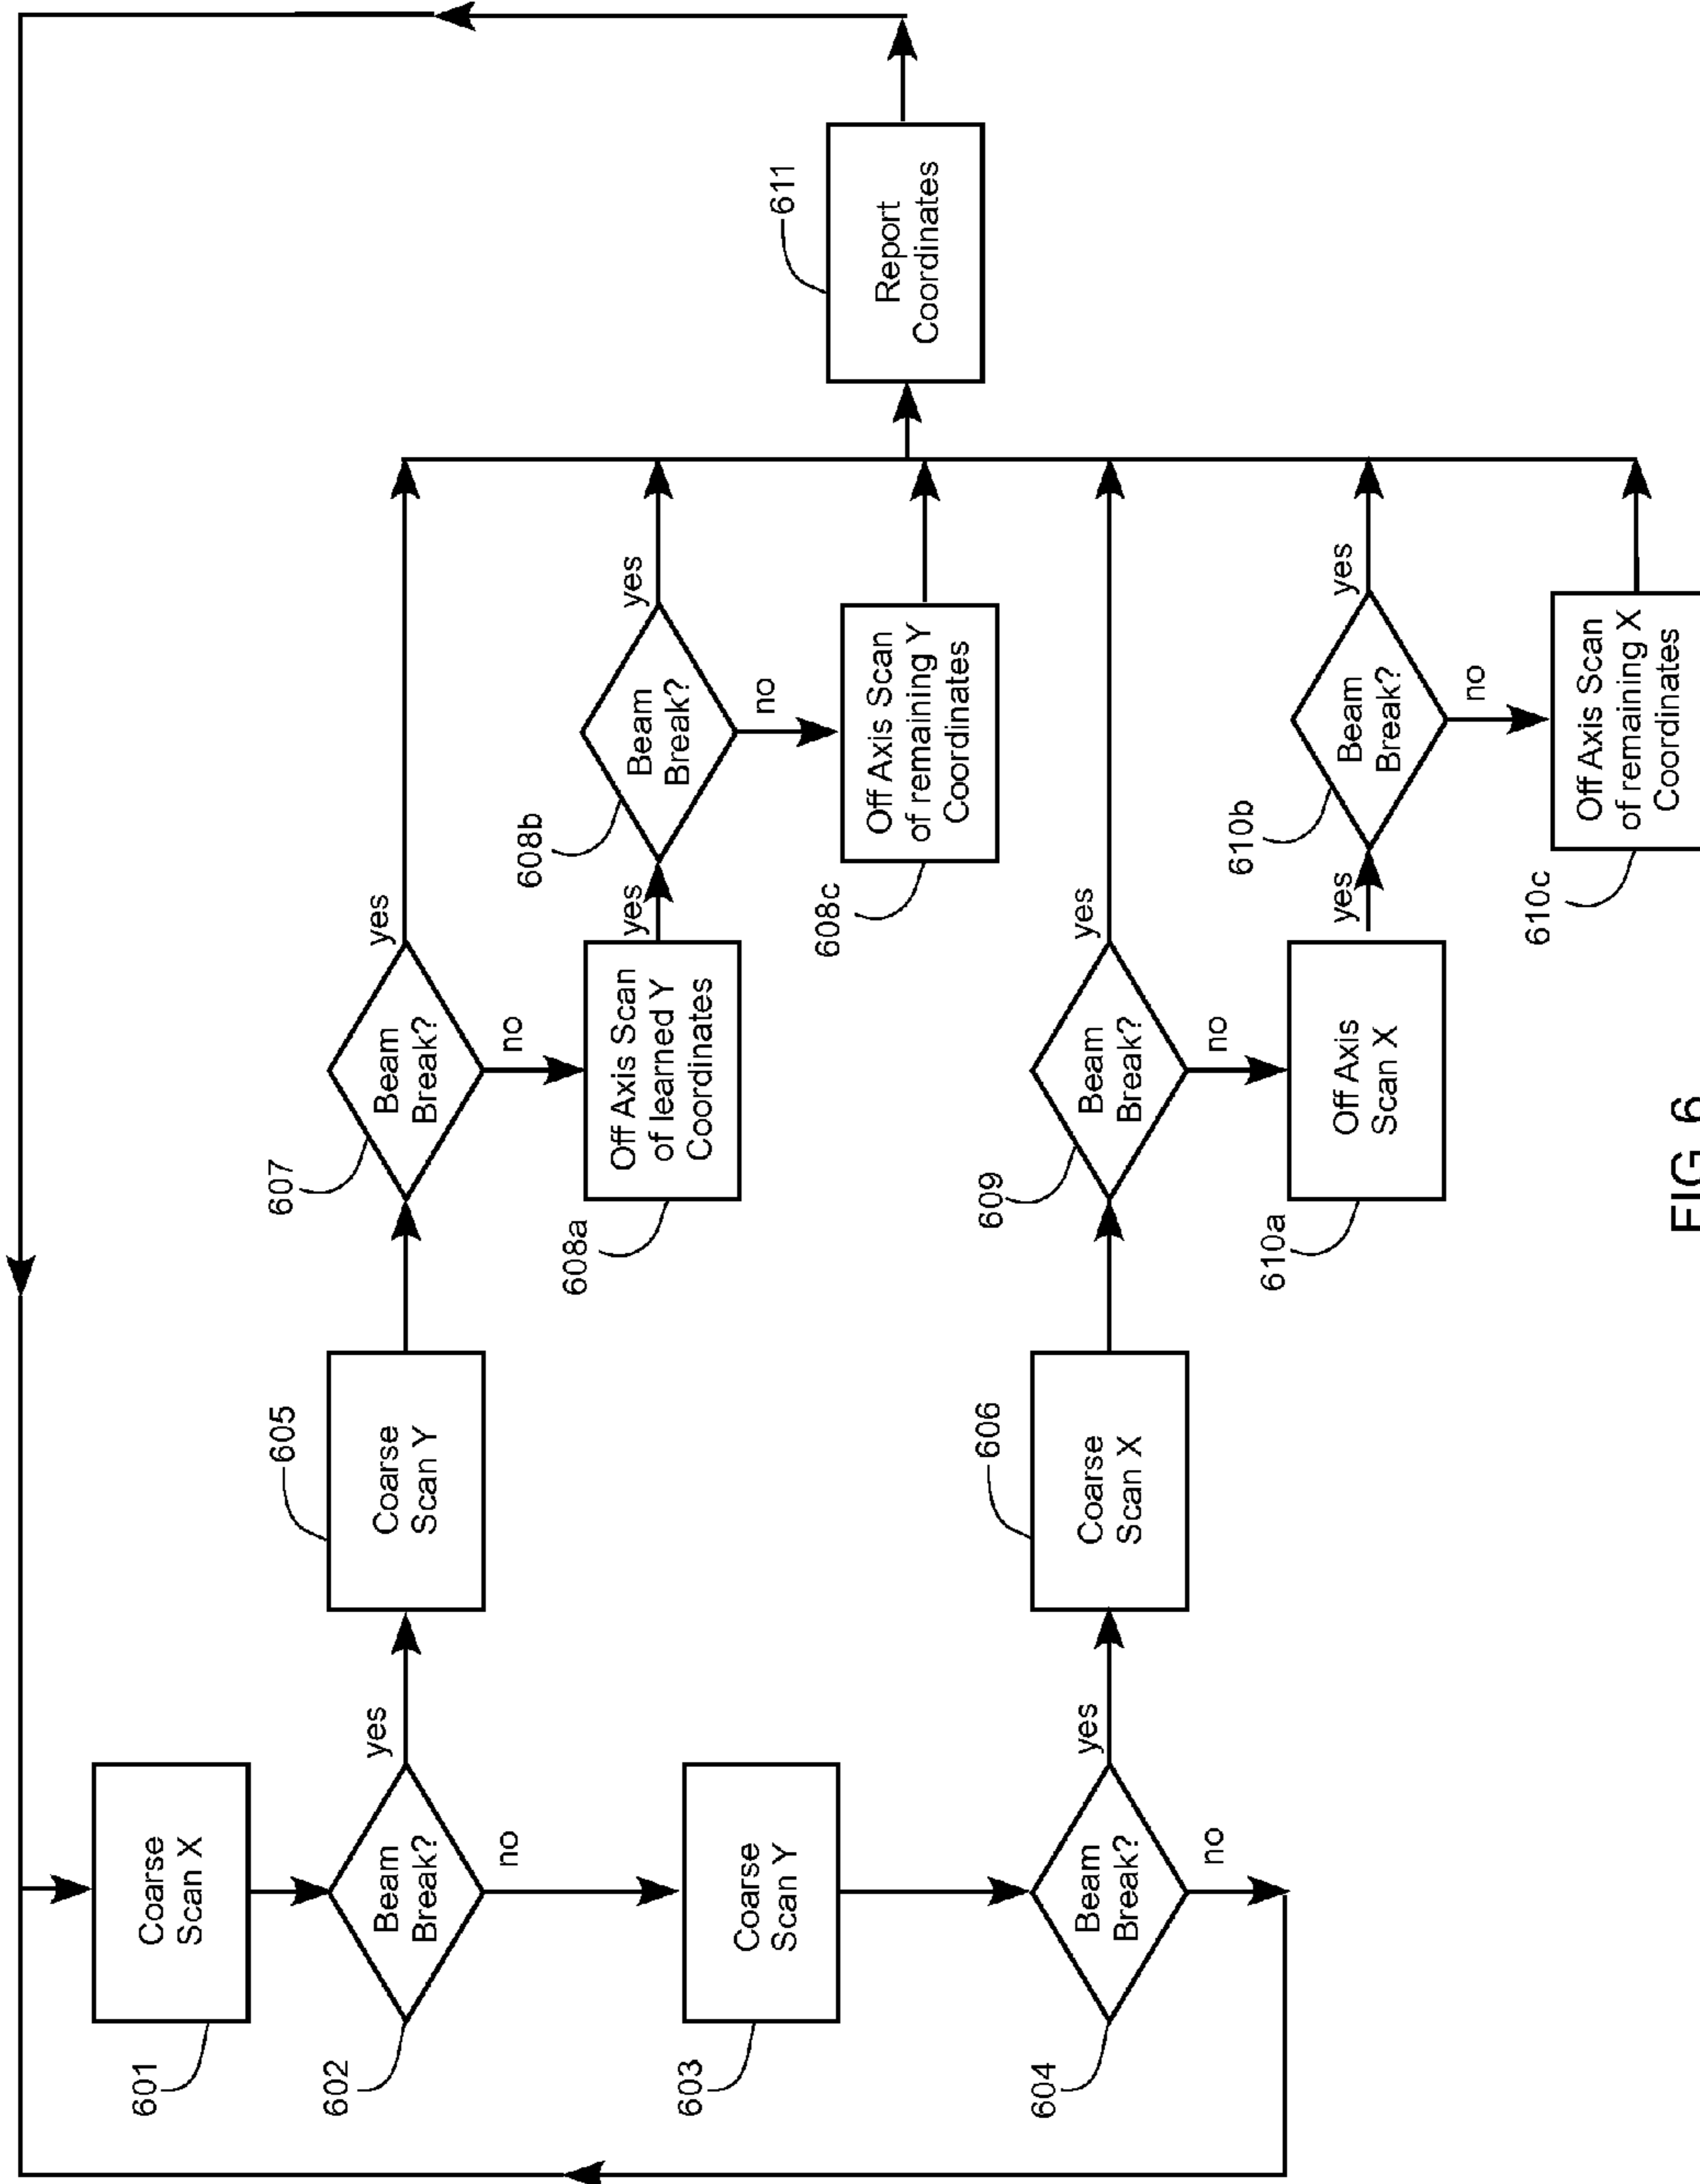 601
Coarse
Scan X
602
Beam
Break?
yes
no
605
Coarse
Scan Y
607
Beam
Break?
yes
no
608a
Off Axis Scan
of learned Y
Coordinates
yes
608b
Beam
Break?
yes
no
608c
Off Axis Scan
of remaining Y
Coordinates
611
Report
Coordinates
603
Coarse
Scan Y
604
Beam
Break?
yes
no
606
Coarse
Scan X
609
Beam
Break?
yes
no
610a
Off Axis
Scan X
yes
610b
Beam
Break?
yes
no
610c
Off Axis Scan
of remaining X
Coordinates
FIG. 6